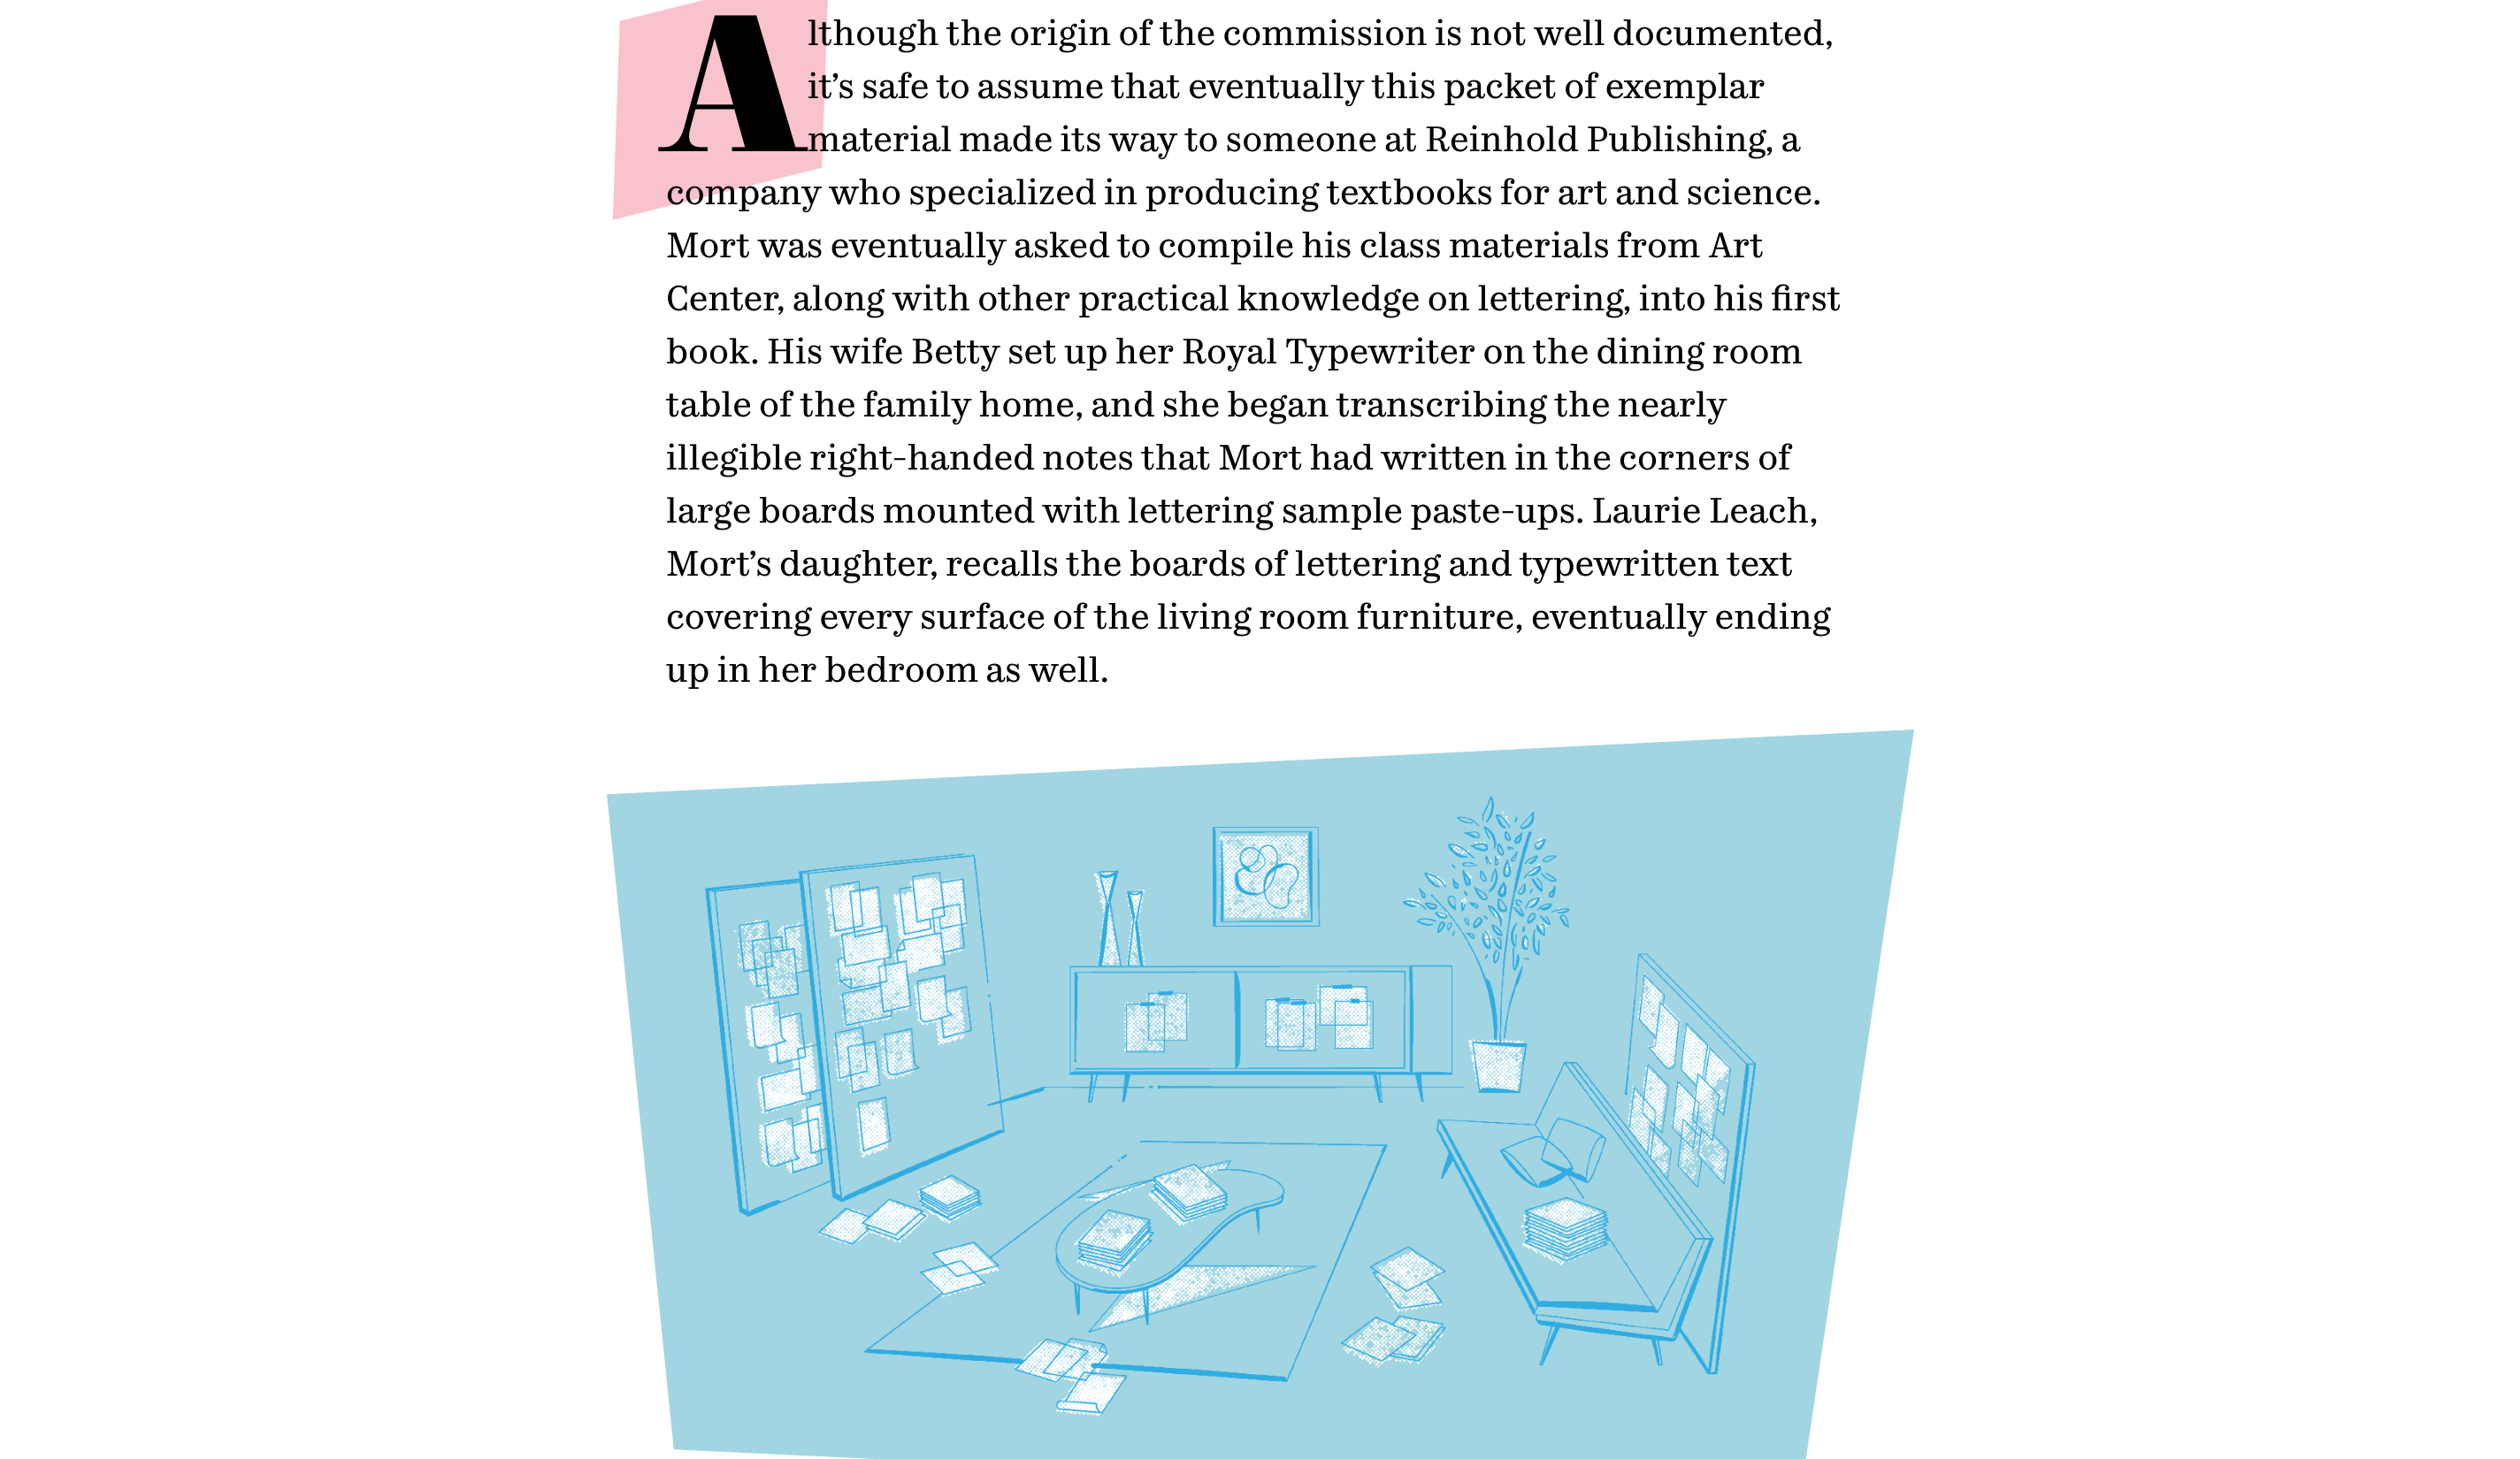 Although the origin of the commission is not well documented,
it’s safe to assume that eventually this packet of exemplar
material made its way to someone at Reinhold Publishing, a
company who specialized in producing textbooks for art and science.
Mort was eventually asked to compile his class materials from Art
Center, along with other practical knowledge on lettering, into his first
book. His wife Betty set up her Royal Typewriter on the dining room
table of the family home, and she began transcribing the nearly
illegible right-handed notes that Mort had written in the corners of
large boards mounted with lettering sample paste-ups. Laurie Leach,
Mort’s daughter, recalls the boards of lettering and typewritten text
covering every surface of the living room furniture, eventually ending
up in her bedroom as well.